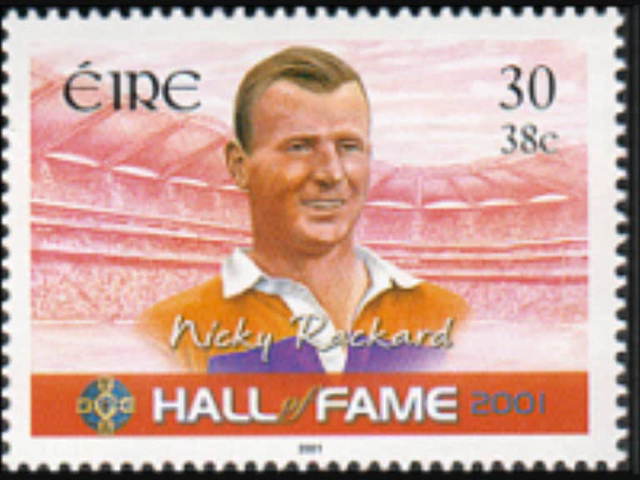 ÉIRE 30
38c
Nicky Rackard
HALL of FAME 2001
2001